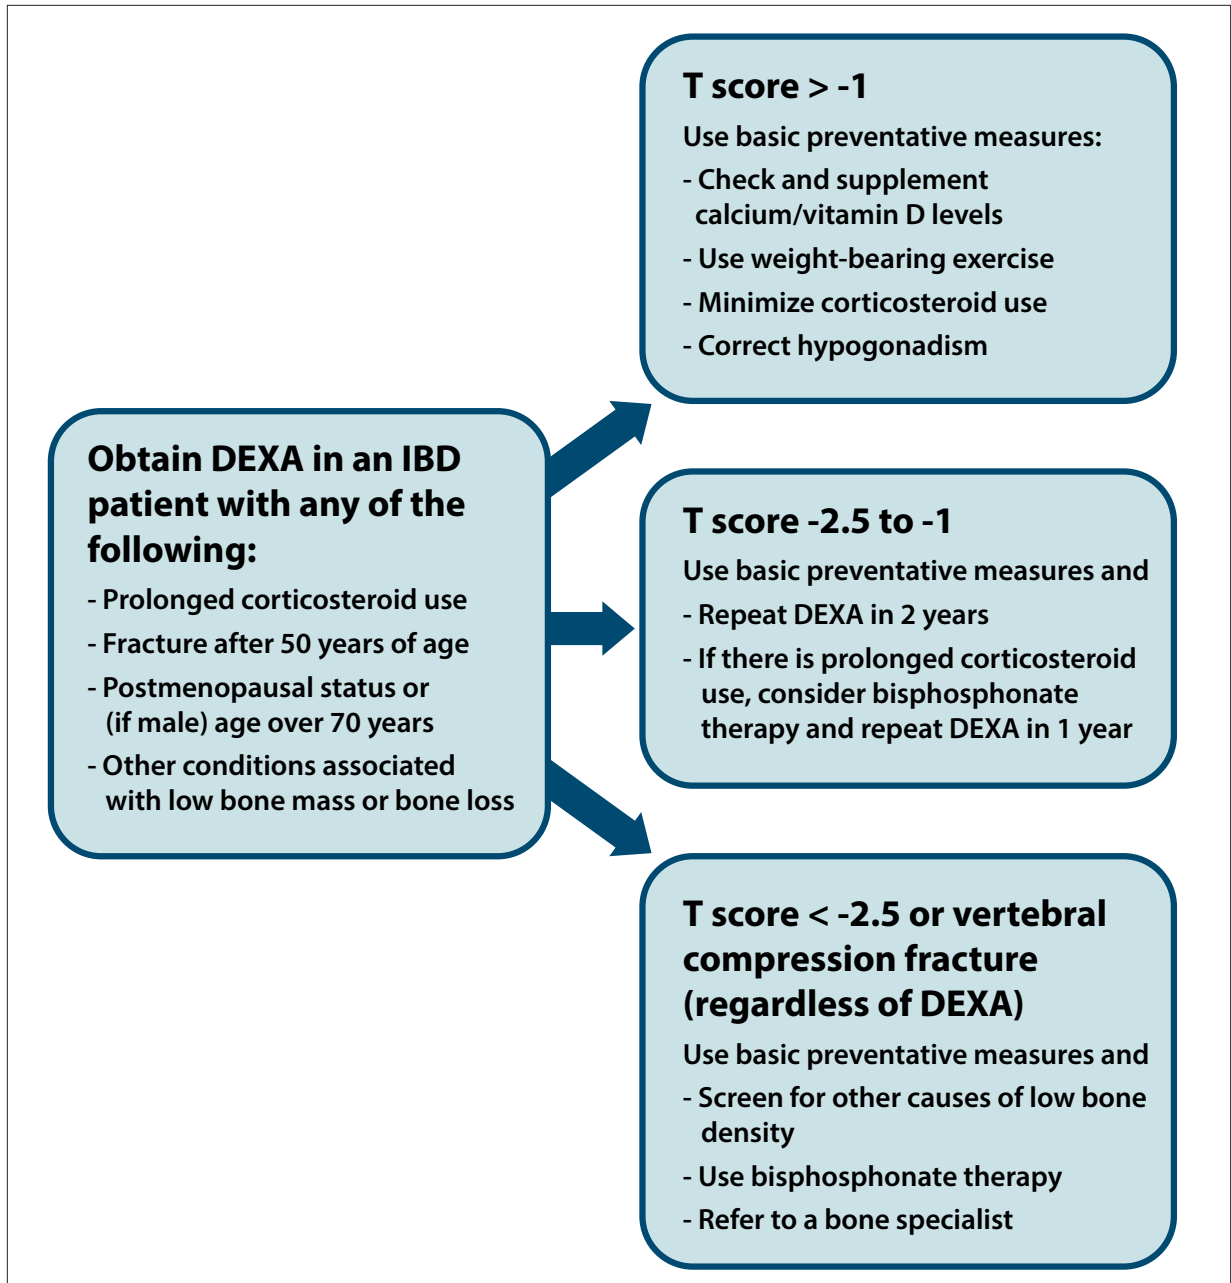 Obtain DEXA in an IBD
patient with any of the
following:
- Prolonged corticosteroid use
- Fracture after 50 years of age
- Postmenopausal status or
(if male) age over 70 years
- Other conditions associated
with low bone mass or bone loss
T score > -1
Use basic preventative measures:
- Check and supplement
calcium/vitamin D levels
- Use weight-bearing exercise
- Minimize corticosteroid use
- Correct hypogonadism
T score -2.5 to -1
Use basic preventative measures and
- Repeat DEXA in 2 years
- If there is prolonged corticosteroid
use, consider bisphosphonate
therapy and repeat DEXA in 1 year
T score < -2.5 or vertebral
compression fracture
(regardless of DEXA)
Use basic preventative measures and
- Screen for other causes of low bone
density
- Use bisphosphonate therapy
- Refer to a bone specialist